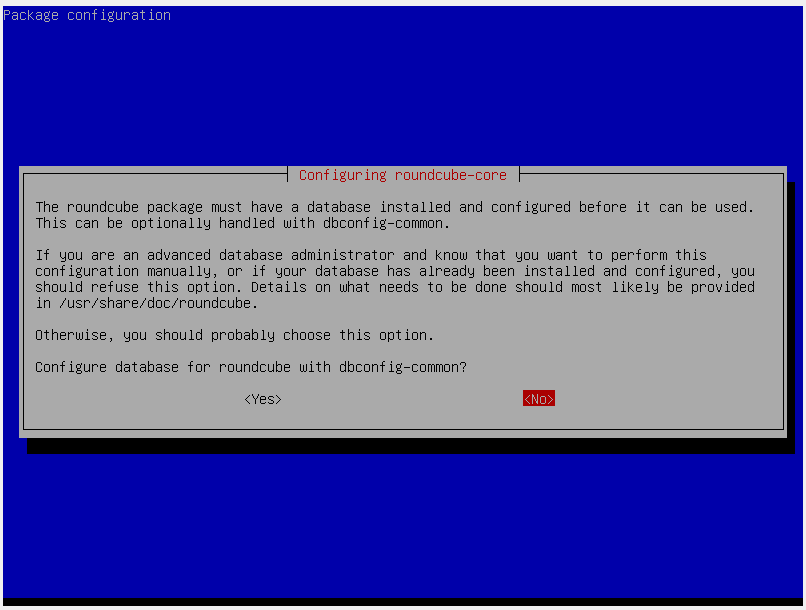 Package configuration
Configuring roundcube-core
The roundcube package must have a database installed and configured before it can be used.
This can be optionally handled with dbconfig-common.
If you are an advanced database administrator and know that you want to perform this
configuration manually, or if your database has already been installed and configured, you
should refuse this option. Details on what needs to be done should most likely be provided
in /usr/share/doc/roundcube.
Otherwise, you should probably choose this option.
Configure database for roundcube with dbconfig-common?
<Yes> <No>